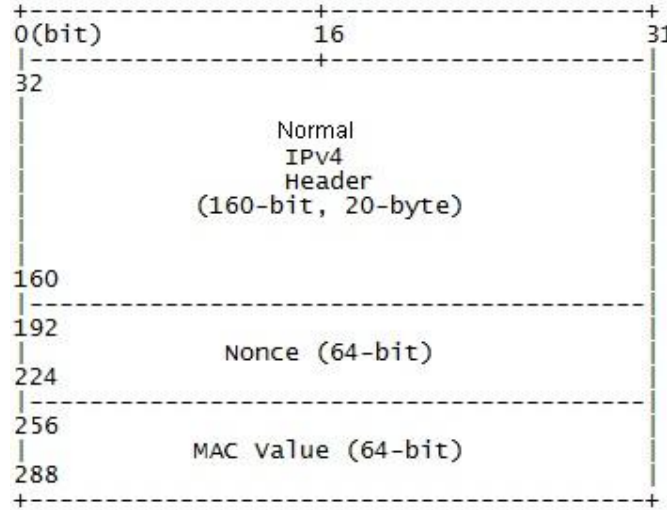 +------------------+--------------------+
0(bit) 16 31
|------------------+--------------------|
32
Normal
IPv4
Header
(160-bit, 20-byte)
160
|---------------------------------------|
192
Nonce (64-bit)
224
|---------------------------------------|
256
MAC Value (64-bit)
288
+---------------------------------------+